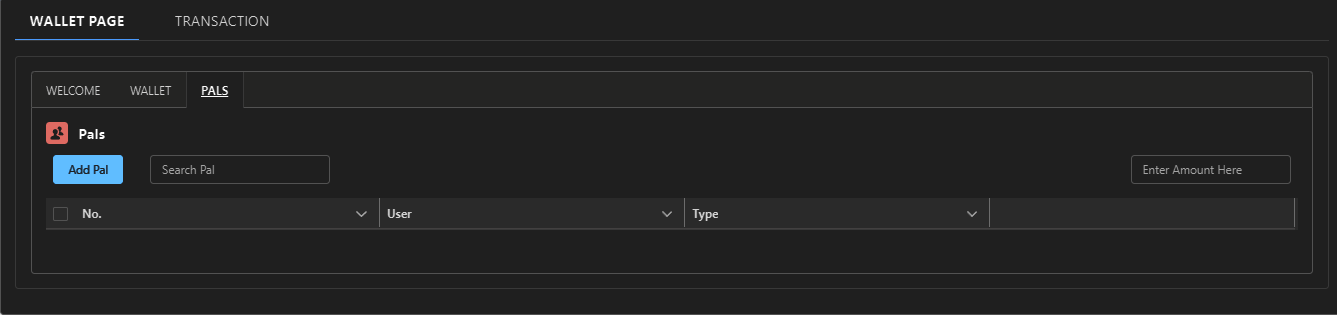 WALLET PAGE TRANSACTION
WELCOME WALLET PALS
Pals
Add Pal Search Pal Enter Amount Here
No. User Type